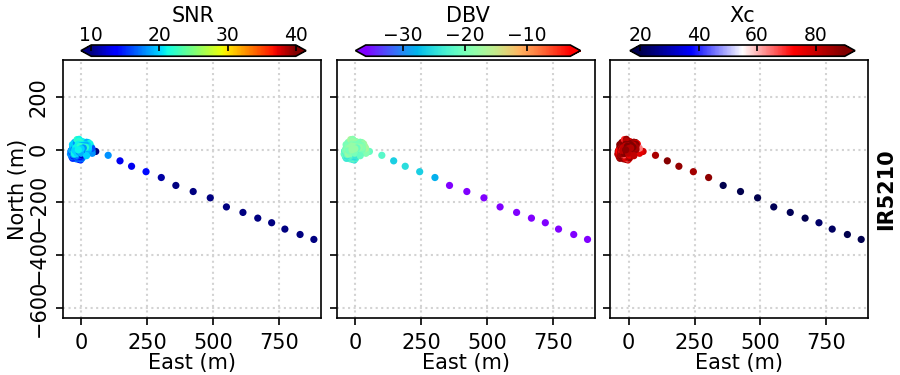 SNR DBV Xc
10 20 30 40 −30 −20 −10 20 40 60 80
North (m)
200
0
−200
−400
−600
0 250 500 750 0 250 500 750 0 250 500 750
East (m) East (m) East (m)
IR5210